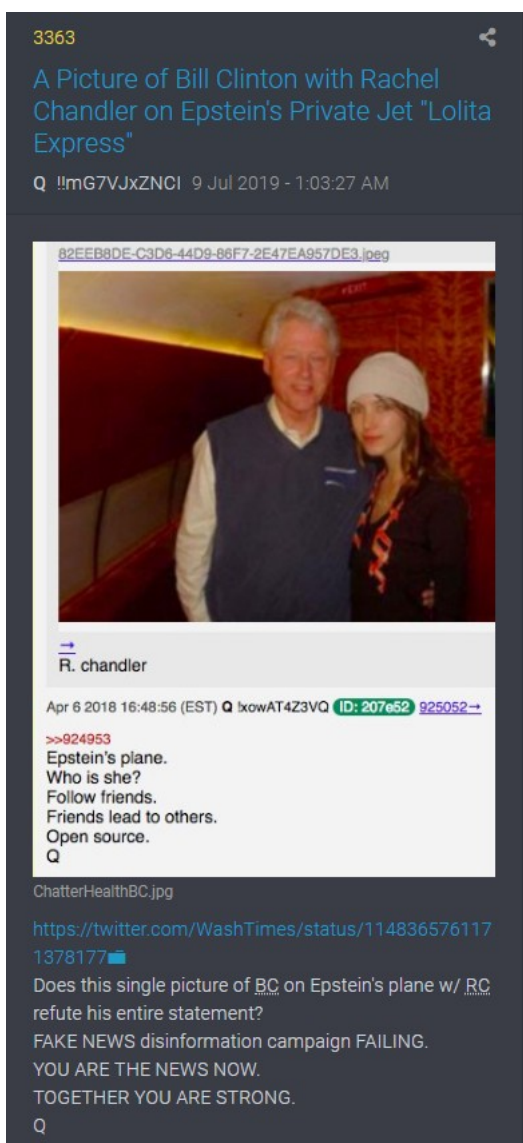 3363
A Picture of Bill Clinton with Rachel
Chandler on Epstein's Private Jet "Lolita
Express"
Q !!mG7VJxZNCI 9 Jul 2019 - 1:03:27 AM
82EEB8DE-C3D6-44D9-86F7-2E47EA957DE3.jpeg
EXIT
→
R. chandler
Apr 6 2018 16:48:56 (EST) Q !xowAT4Z3VQ ID: 207e52 925052→
>>924953
Epstein's plane.
Who is she?
Follow friends.
Friends lead to others.
Open source.
Q
ChatterHealthBC.jpg
https://twitter.com/WashTimes/status/114836576117
1378177
Does this single picture of BC on Epstein's plane w/ RC
refute his entire statement?
FAKE NEWS disinformation campaign FAILING.
YOU ARE THE NEWS NOW.
TOGETHER YOU ARE STRONG.
Q